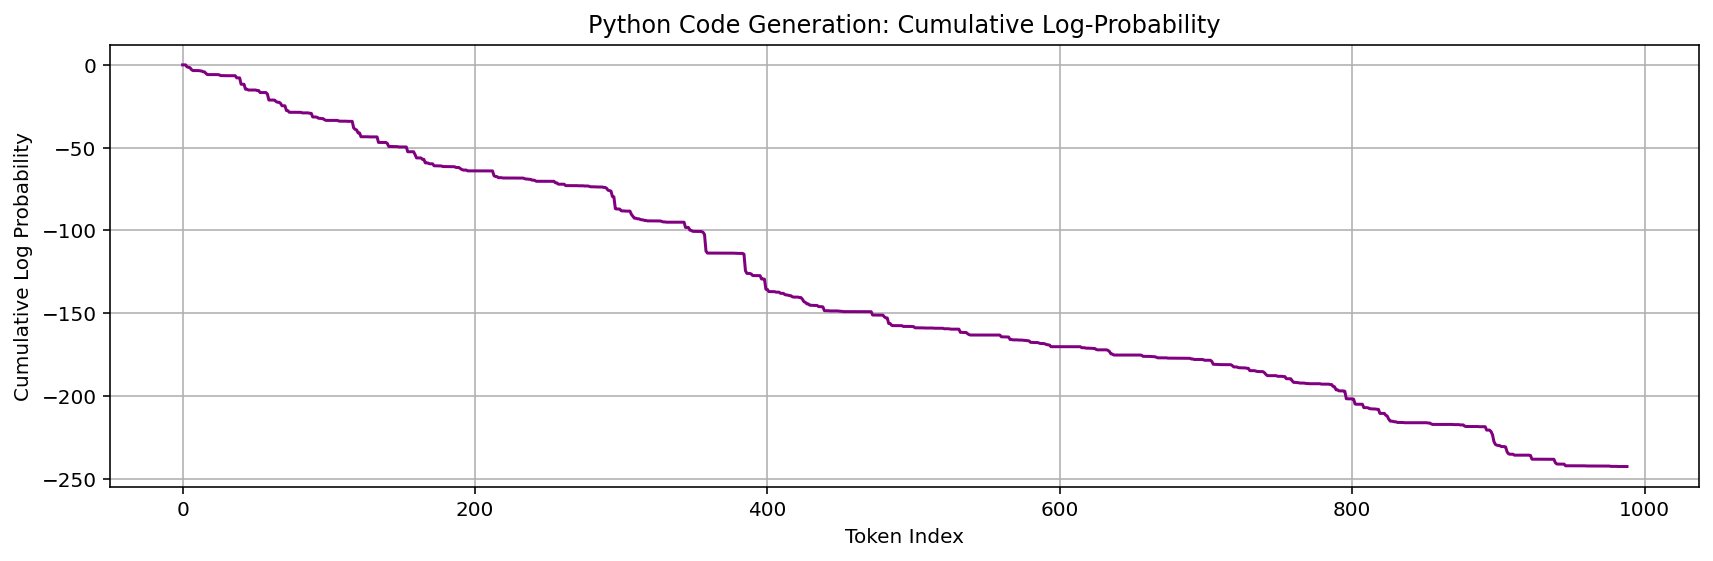 Python Code Generation: Cumulative Log-Probability
Cumulative Log Probability
0
−50
−100
−150
−200
−250
0 200 400 600 800 1000
Token Index